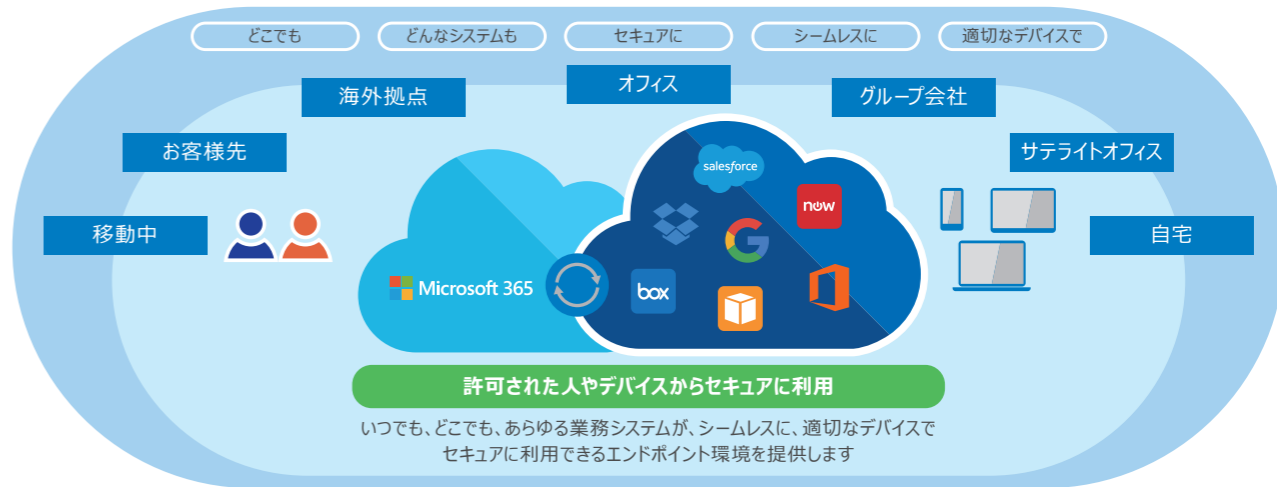 どこでも
どんなシステムも
セキュアに
シームレスに
適切なデバイスで
海外拠点
オフィス
グループ会社
お客様先
サテライトオフィス
移動中
自宅
salesforce
now
Microsoft 365
box
許可された人やデバイスからセキュアに利用
いつでも、どこでも、あらゆる業務システムが、シームレスに、適切なデバイスで
セキュアに利用できるエンドポイント環境を提供します